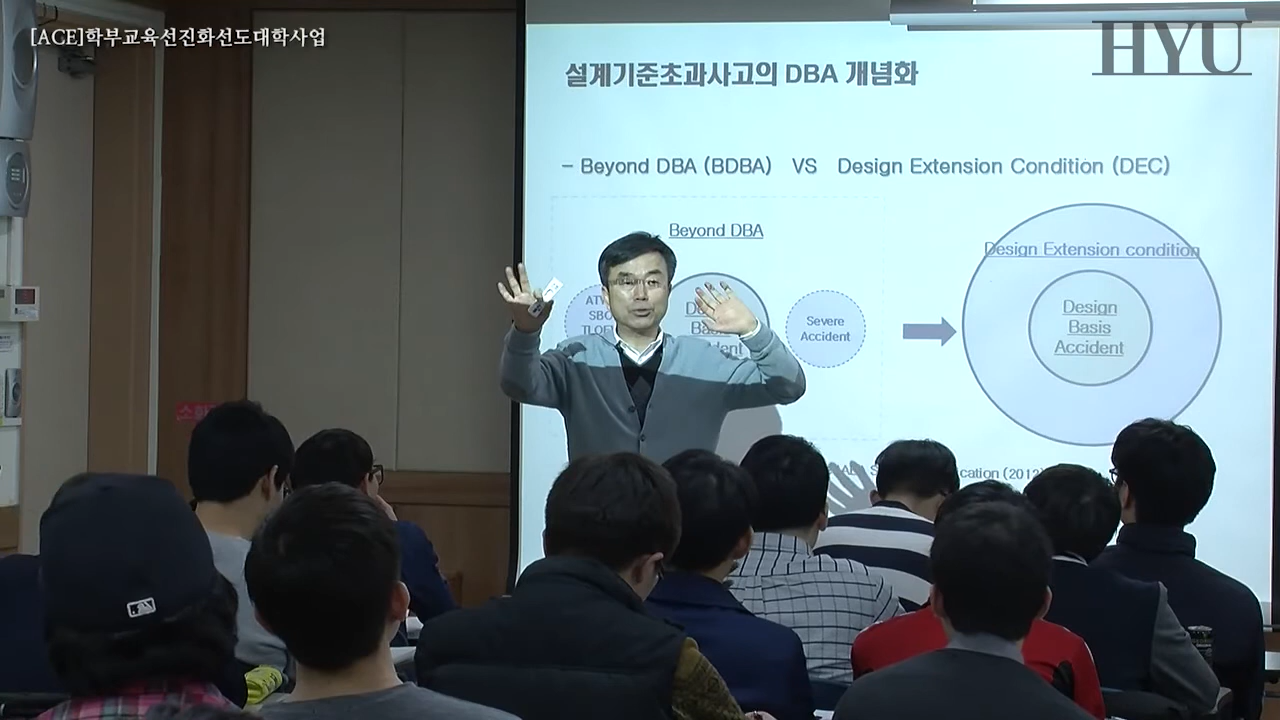 [ACE]학부교육선진화선도대학사업
HYU
설계기준초과사고의 DBA 개념화
- Beyond DBA (BDBA) VS Design Extension Condition (DEC)
Beyond DBA
SBO
Severe
Accident
Design Extension condition
Design
Basis
Accident
(2012)